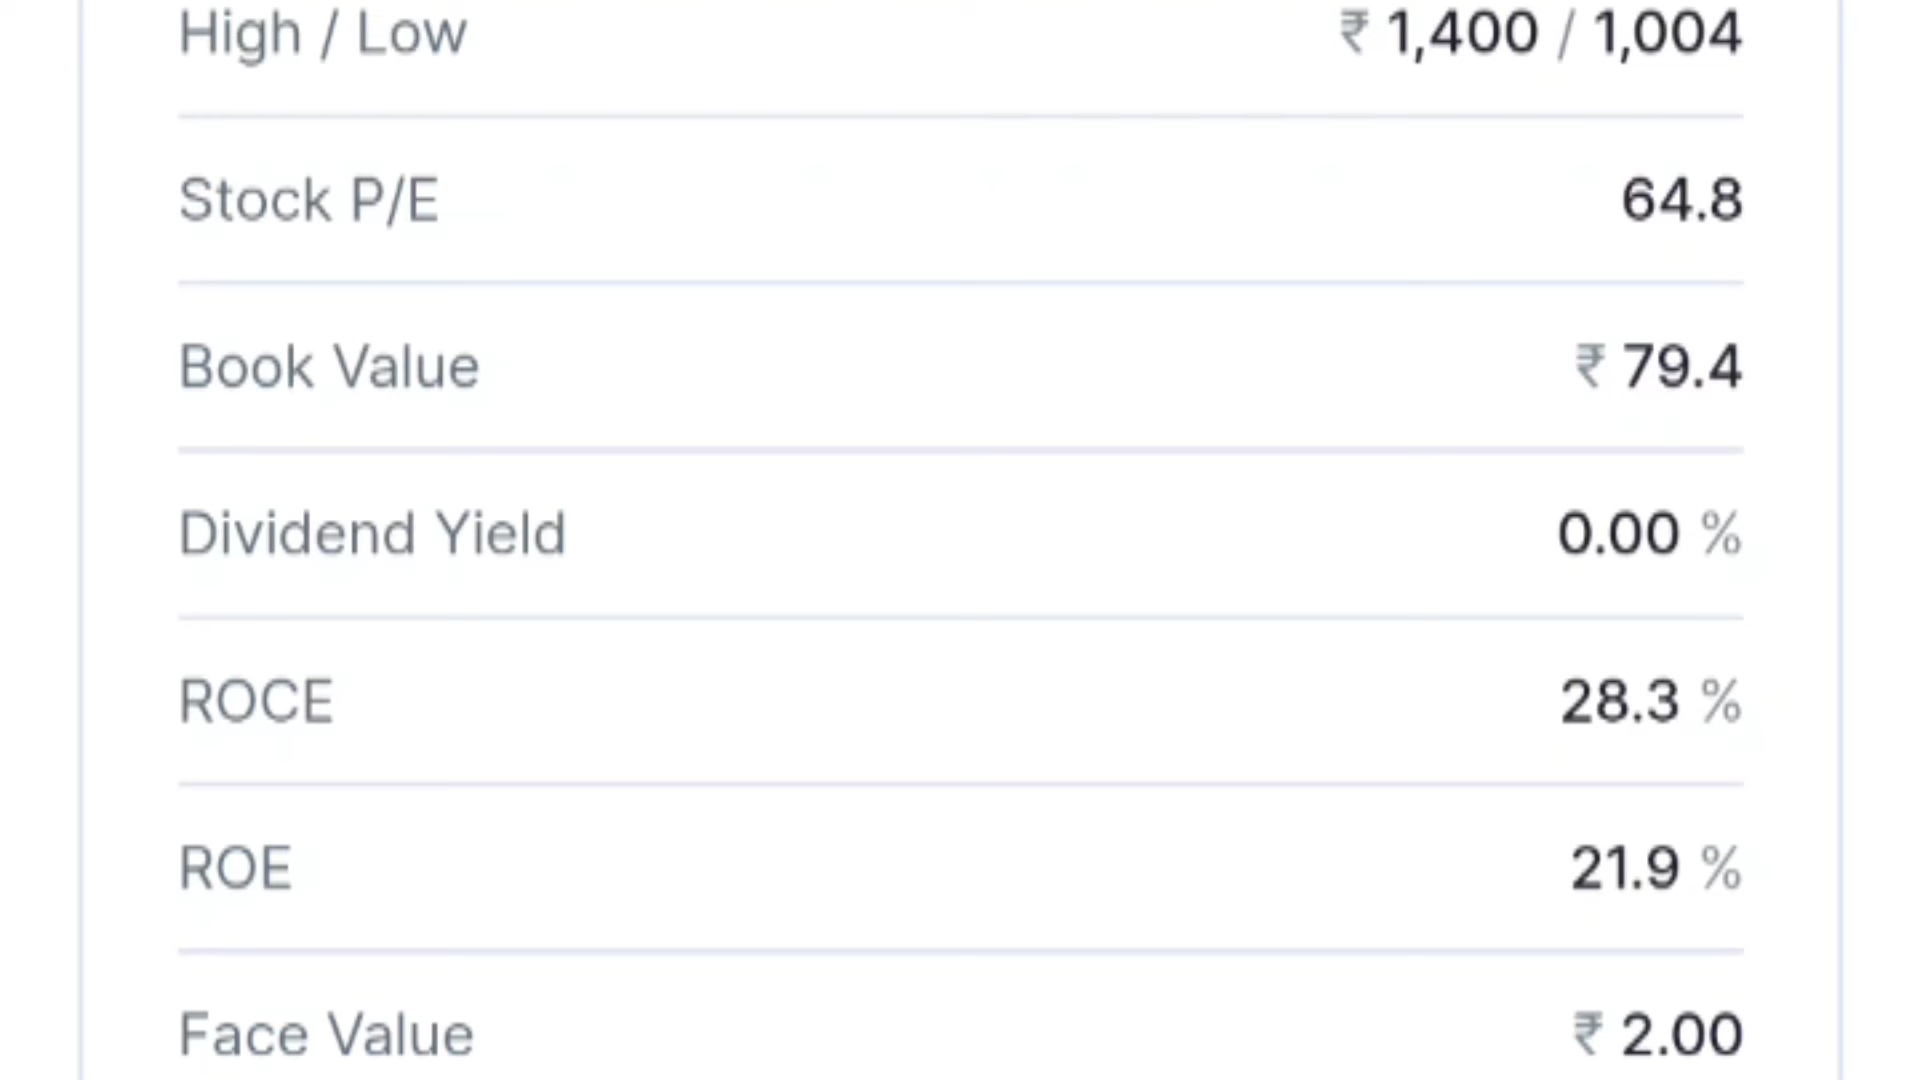 High / Low ₹ 1,400 / 1,004
Stock P/E 64.8
Book Value ₹ 79.4
Dividend Yield 0.00 %
ROCE 28.3 %
ROE 21.9 %
Face Value ₹ 2.00